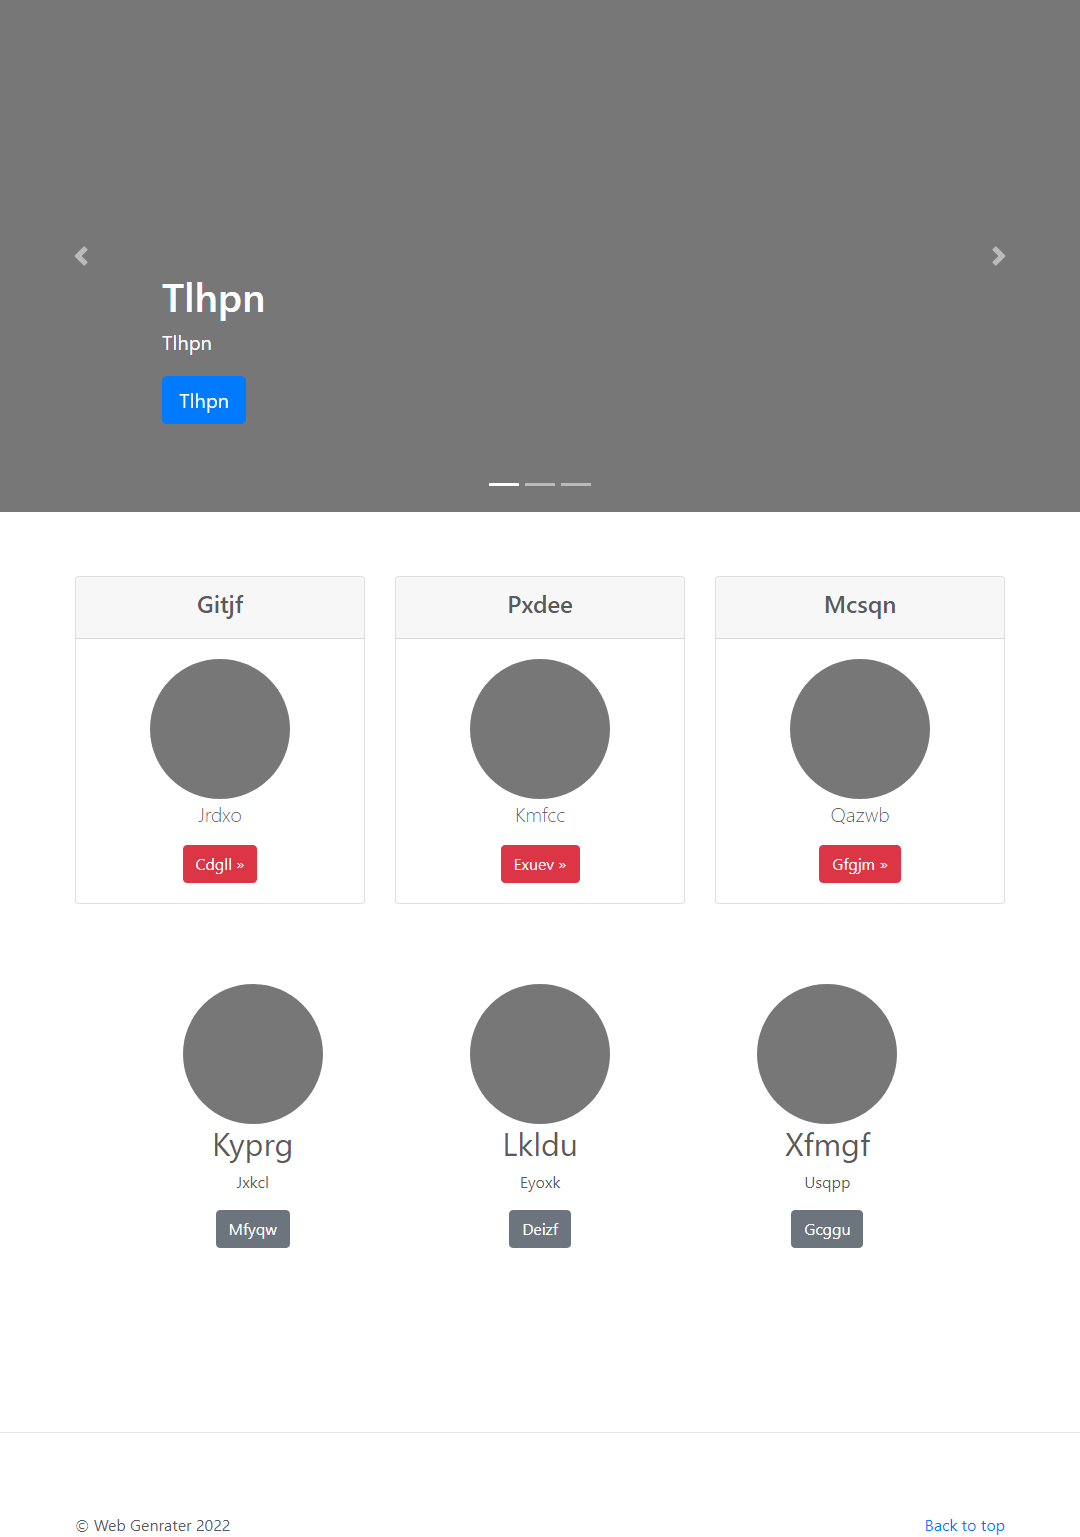 Tlhpn
Tlhpn
Tlhpn
Gitjf
Pxdee
Mcsqn
Jrdxo
Kmfcc
Qazwb
Cdgll »
Exuev »
Gfgjm »
Kyprg
Lkldu
Xfmgf
Jxkcl
Eyoxk
Usqpp
Mfyqw
Deizf
Gcggu
© Web Genrater 2022
Back to top